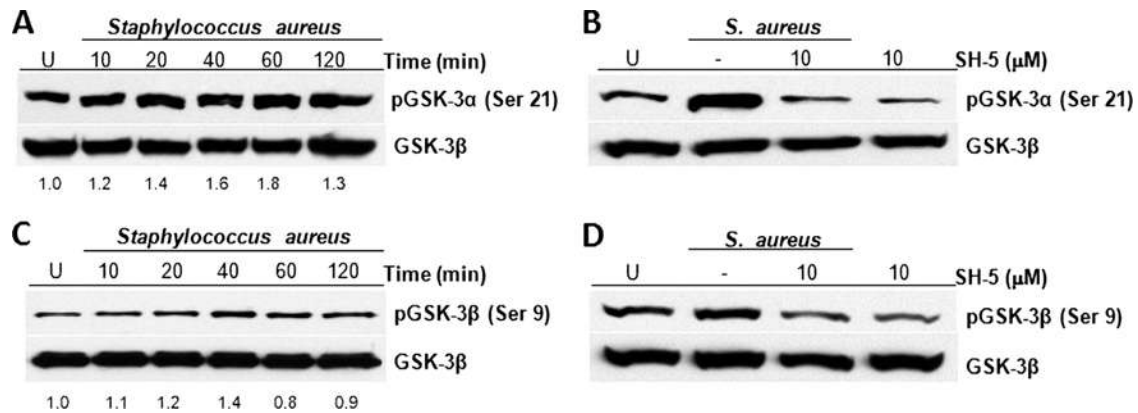 A
Staphylococcus aureus
U 10 20 40 60 120 Time (min)
pGSK-3α (Ser 21)
GSK-3β
1.0 1.2 1.4 1.6 1.8 1.3
B
S. aureus
U - 10 10 SH-5 (μM)
pGSK-3α (Ser 21)
GSK-3β
C
Staphylococcus aureus
U 10 20 40 60 120 Time (min)
pGSK-3β (Ser 9)
GSK-3β
1.0 1.1 1.2 1.4 0.8 0.9
D
S. aureus
U - 10 10 SH-5 (μM)
pGSK-3β (Ser 9)
GSK-3β